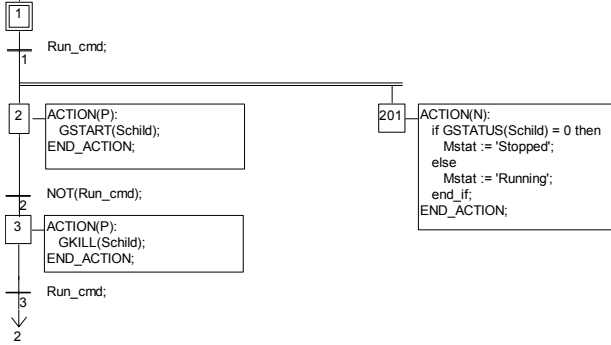 1
Run_cmd;
1
2
ACTION(P):
GSTART(Schild);
END_ACTION;
201
ACTION(N):
if GSTATUS(Schild) = 0 then
Mstat := 'Stopped';
else
Mstat := 'Running';
end_if;
END_ACTION;
NOT(Run_cmd);
2
3
ACTION(P):
GKILL(Schild);
END_ACTION;
Run_cmd;
3
2